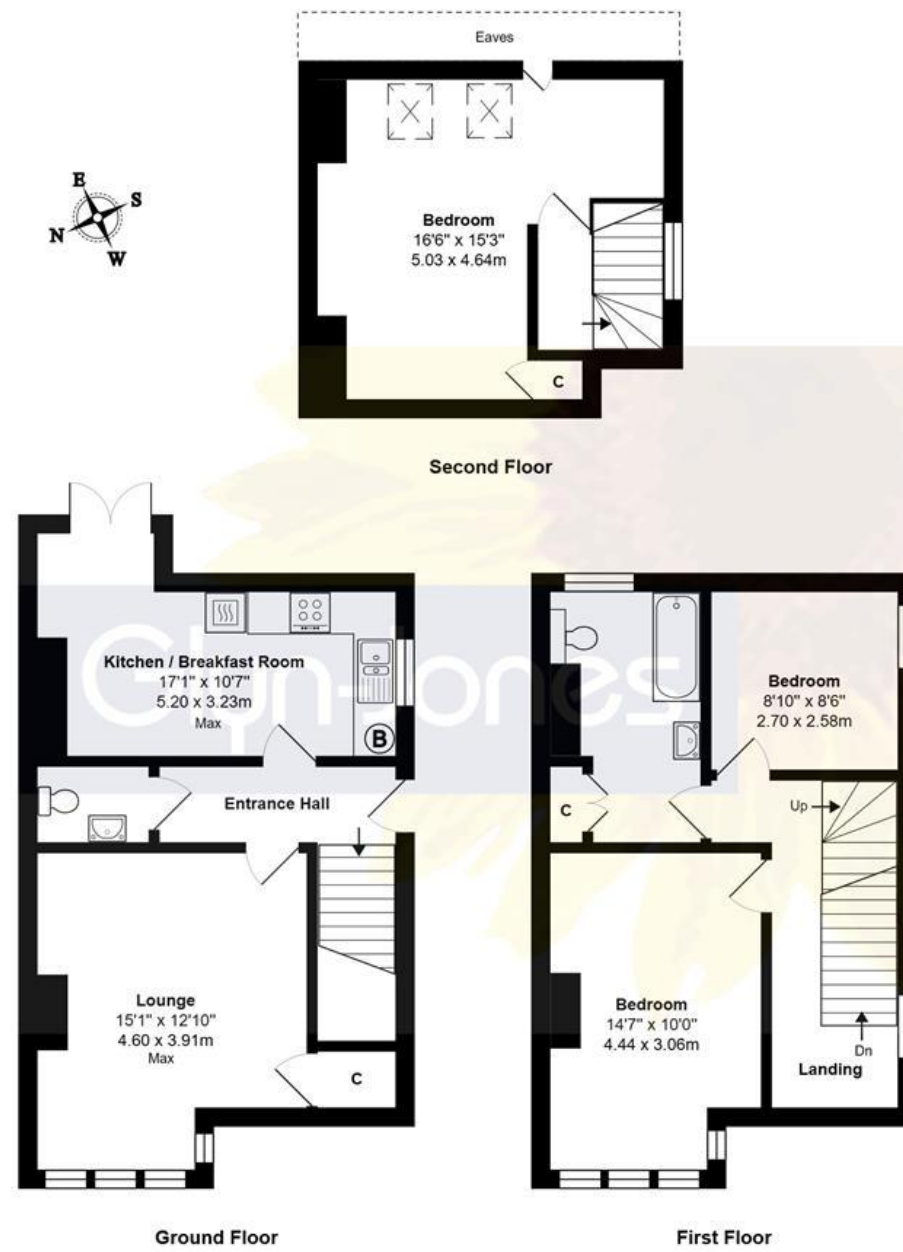 Eaves
E
S
N
W
Bedroom
16'6" x 15'3"
5.03 x 4.64m
C
Second Floor
Kitchen / Breakfast Room
17'1" x 10'7"
5.20 x 3.23m
Max
B
Entrance Hall
Lounge
15'1" x 12'10"
4.60 x 3.91m
Max
C
Ground Floor
Bedroom
8'10" x 8'6"
2.70 x 2.58m
C
Up
Bedroom
14'7" x 10'0"
4.44 x 3.06m
Dn
Landing
First Floor
Glyn-Jones